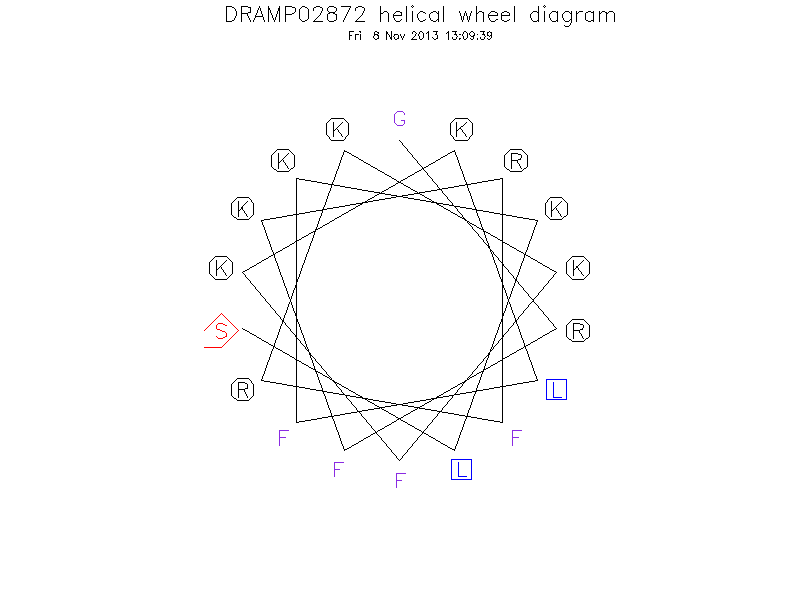 DRAMP02872 helical wheel diagram
Fri 8 Nov 2013 13:09:39
G
K K
K R
K K
K K
S R
R L
F F
F L
F